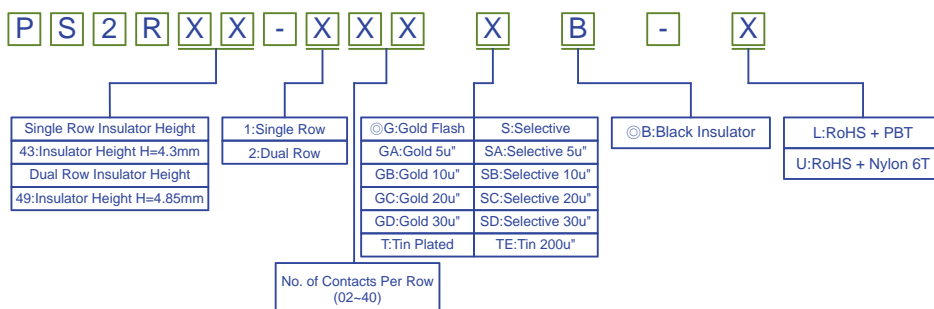 P S 2 R X X - X X X X B - X
Single Row Insulator Height
43:Insulator Height H=4.3mm
Dual Row Insulator Height
49:Insulator Height H=4.85mm
1:Single Row
2:Dual Row
◎G:Gold Flash S:Selective
GA:Gold 5u" SA:Selective 5u"
GB:Gold 10u" SB:Selective 10u"
GC:Gold 20u" SC:Selective 20u"
GD:Gold 30u" SD:Selective 30u"
T:Tin Plated TE:Tin 200u"
◎B:Black Insulator
L:RoHS + PBT
U:RoHS + Nylon 6T
No. of Contacts Per Row
(02~40)